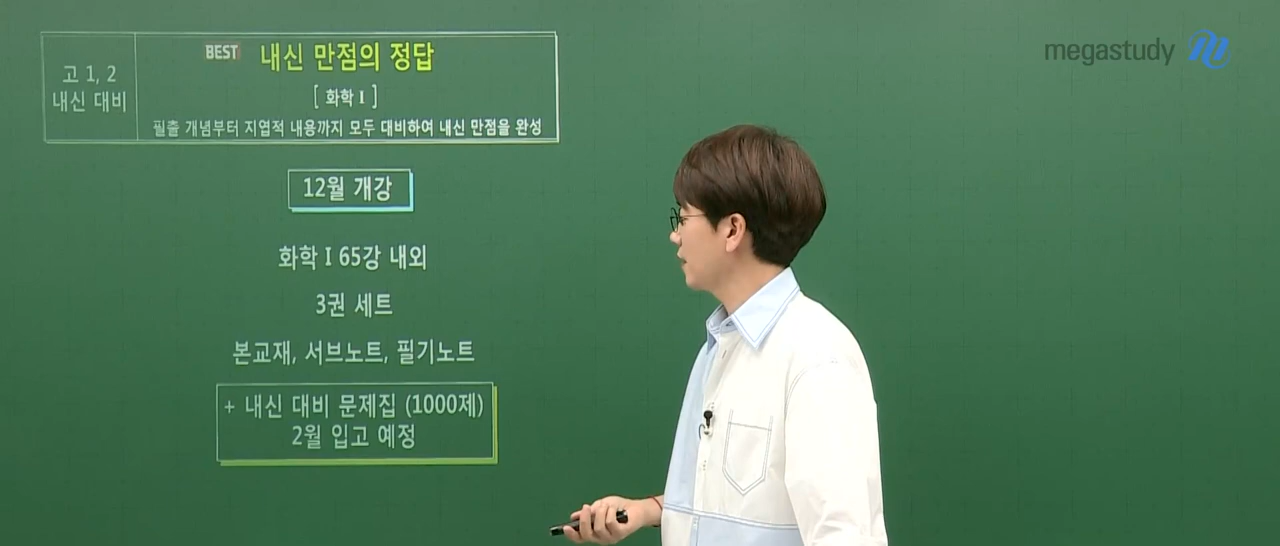 고 1, 2
내신 대비
BEST 내신 만점의 정답
[ 화학 I ]
필출 개념부터 지엽적 내용까지 모두 대비하여 내신 만점을 완성
megastudy
12월 개강
화학 I 65강 내외
3권 세트
본교재, 서브노트, 필기노트
+ 내신 대비 문제집 (1000제)
2월 입고 예정